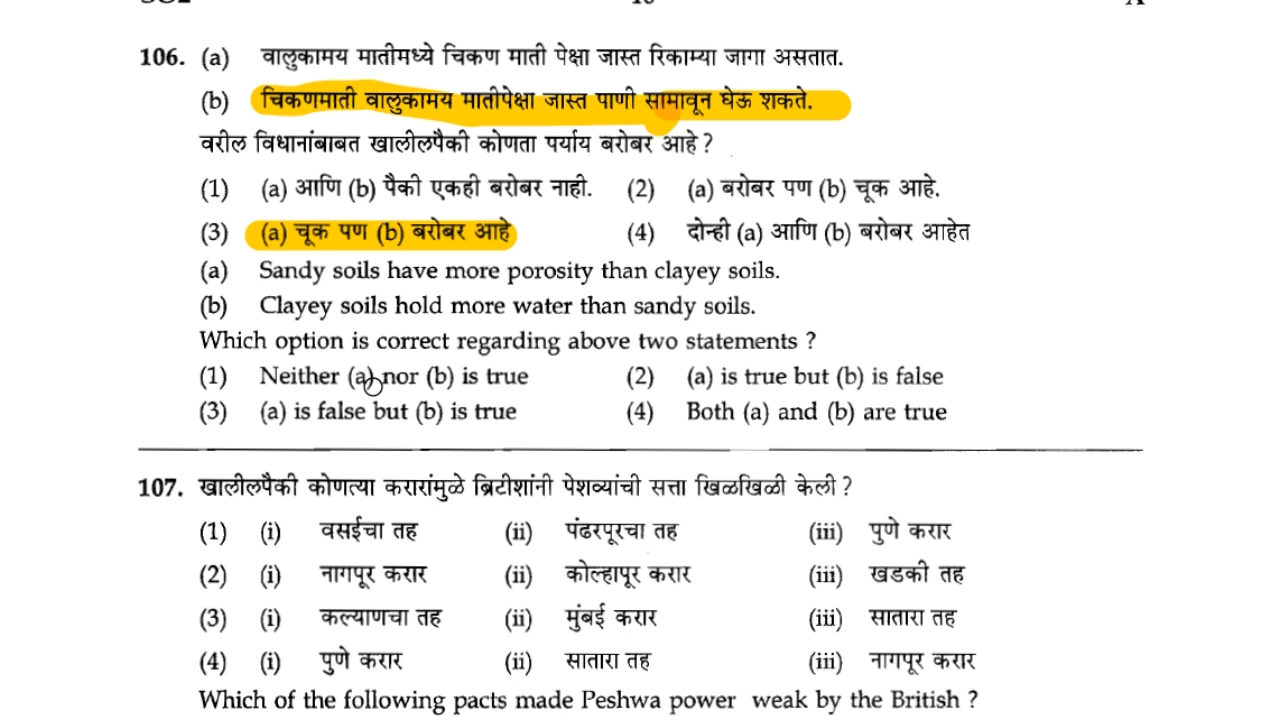 106. (a) वालुकामय मातीमध्ये चिकण माती पेक्षा जास्त रिकाम्या जागा असतात.
(b) चिकणमाती वालुकामय मातीपेक्षा जास्त पाणी सामावून घेऊ शकते.
वरील विधानांबाबत खालीलपैकी कोणता पर्याय बरोबर आहे ?
(1) (a) आणि (b) पैकी एकही बरोबर नाही. (2) (a) बरोबर पण (b) चूक आहे.
(3) (a) चूक पण (b) बरोबर आहे (4) दोन्ही (a) आणि (b) बरोबर आहेत
(a) Sandy soils have more porosity than clayey soils.
(b) Clayey soils hold more water than sandy soils.
Which option is correct regarding above two statements ?
(1) Neither (a) nor (b) is true (2) (a) is true but (b) is false
(3) (a) is false but (b) is true (4) Both (a) and (b) are true
107. खालीलपैकी कोणत्या करारांमुळे ब्रिटीशांनी पेशव्यांची सत्ता खिळखिळी केली ?
(1) (i) वसईचा तह (ii) पंढरपूरचा तह (iii) पुणे करार
(2) (i) नागपूर करार (ii) कोल्हापूर करार (iii) खडकी तह
(3) (i) कल्याणचा तह (ii) मुंबई करार (iii) सातारा तह
(4) (i) पुणे करार (ii) सातारा तह (iii) नागपूर करार
Which of the following pacts made Peshwa power weak by the British ?